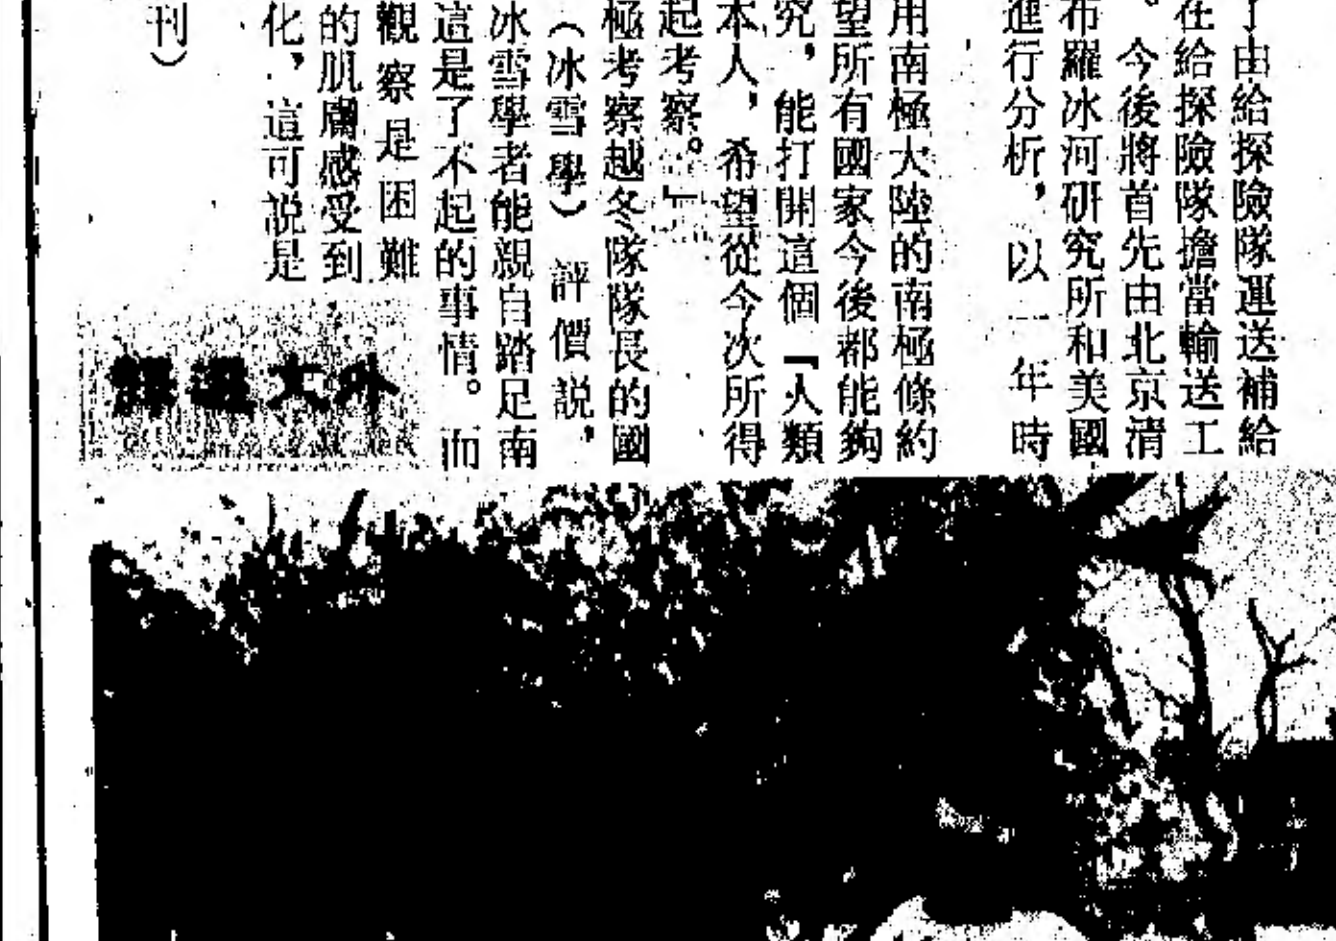 了由給探險隊運送補給
在給探險隊擔當輸送工
。今後將首先由北京清
布羅冰河研究所和美國
進行分析，以一年時
用南極大陸的南極條約
望所有國家今後都能夠
究，能打開這個『人類
本人，希望從今次所得
起考察。」
極考察越冬隊隊長的國
（冰雪學）評價説，
冰雪學者能親自踏足南
這是了不起的事情。而
觀察是困難
的肌膚感受到
化，這可説是
刊）
外文選譯